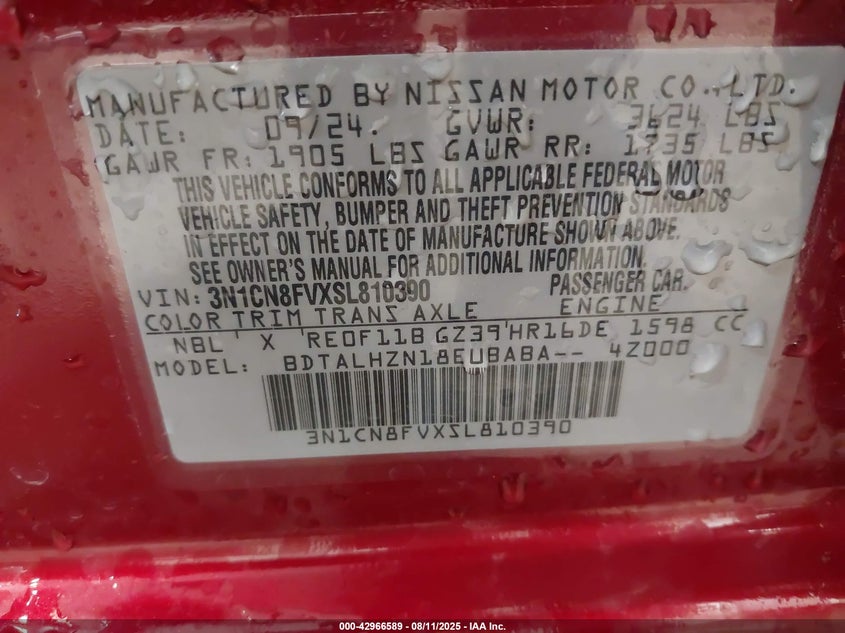 MANUFACTURED BY NISSAN MOTOR CO.,LTD.
DATE: 09/24. GVWR: 3624 LBS
GAWR FR: 1905 LBS GAWR RR: 1735 LBS
THIS VEHICLE CONFORMS TO ALL APPLICABLE FEDERAL MOTOR
VEHICLE SAFETY, BUMPER AND THEFT PREVENTION STANDARDS
IN EFFECT ON THE DATE OF MANUFACTURE SHOWN ABOVE.
SEE OWNER'S MANUAL FOR ADDITIONAL INFORMATION.
VIN: 3N1CN8FVXSL810390 PASSENGER CAR.
COLOR TRIM TRANS AXLE ENGINE
NBL X RE0F11B GZ39 HR16DE 1598 CC
MODEL: BDTALHZN18EUBABA-- 4Z000
3N1CN8FVXSL810390
000-42966589 - 08/11/2025 - IAA Inc.